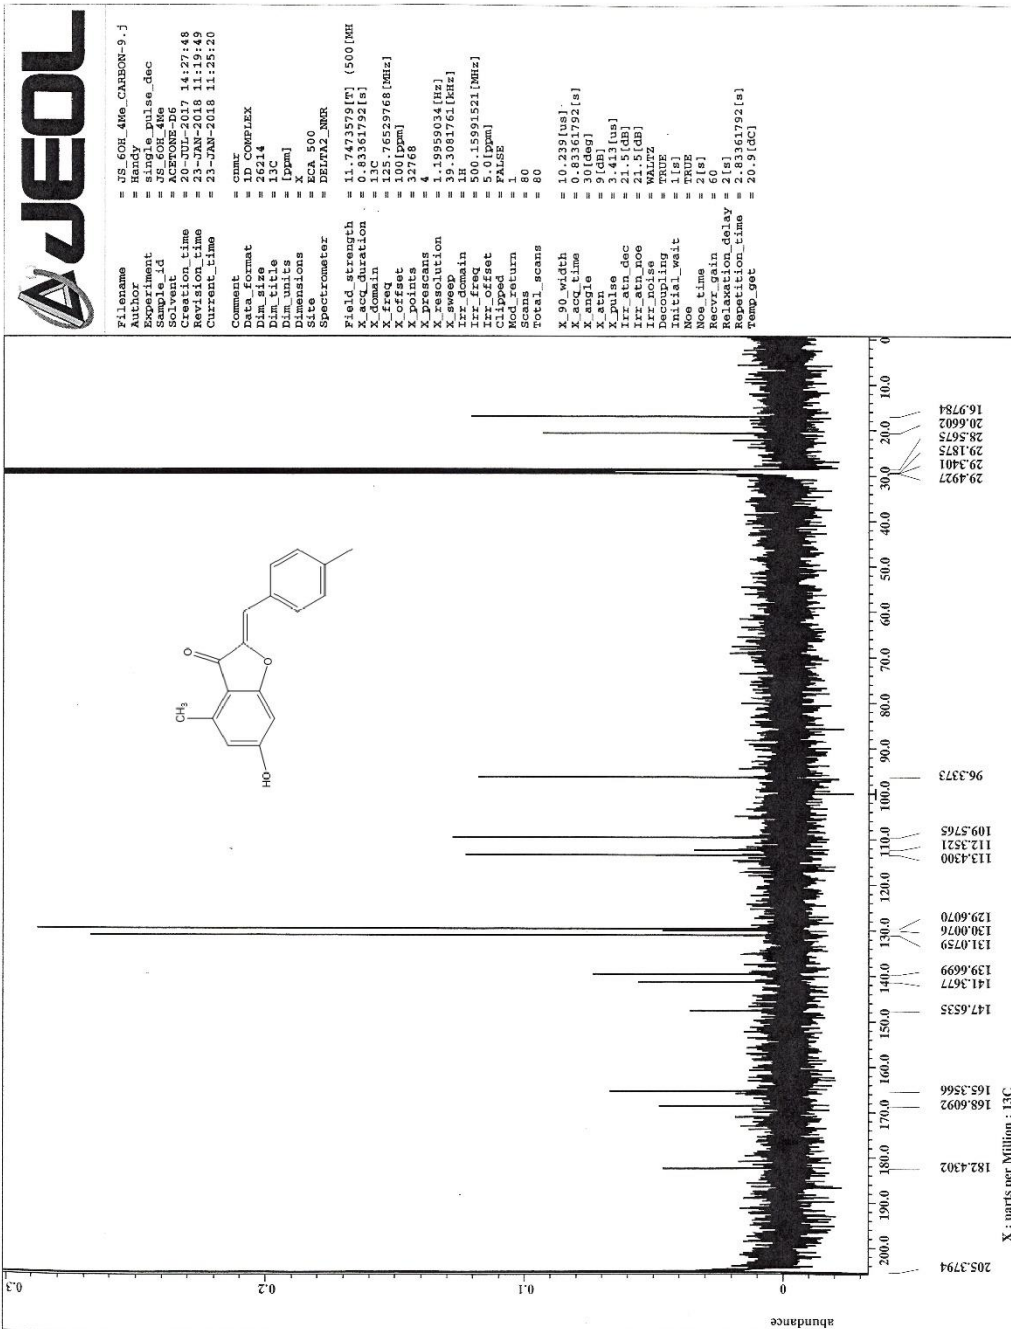 JEOL
Filename = JS_6OH_4Me_CARBON-9.j
Author = Handy
Experiment = single_pulse_dec
Sample_id = JS_6OH_4Me
Solvent = ACETONE-D6
Creation_time = 20-JUL-2017 14:27:48
Revision_time = 23-JAN-2018 11:19:49
Current_time = 23-JAN-2018 11:25:20
Comment = cnmr
Data_format = 1D COMPLEX
Dim_size = 26214
Dim_title = 13C
Dim_units = [ppm]
Dimensions = X
Site = ECA 500
Spectrometer = DELTA2_NMR
Field_strength = 11.7473579[T] (500[MH
X_acq_duration = 0.83361792[s]
X_domain = 13C
X_freq = 125.76529768[MHz]
X_offset = 100[ppm]
X_points = 32768
X_prescans = 4
X_resolution = 1.19959034[Hz]
X_sweep = 39.3081761[kHz]
Irr_domain = 1H
Irr_freq = 500.15991521[MHz]
Irr_offset = 5.0[ppm]
Clipped = FALSE
Mod_return = 1
Scans = 80
Total_scans = 80
X_90_width = 10.239[us]
X_acq_time = 0.83361792[s]
X_angle = 30[deg]
X_atn = 9[dB]
X_pulse = 3.413[us]
Irr_atn_dec = 21.5[dB]
Irr_atn_noe = 21.5[dB]
Irr_noise = WALTZ
Decoupling = TRUE
Initial_wait = 1[s]
Noe = TRUE
Noe_time = 2[s]
Recvr_gain = 60
Relaxation_delay = 2[s]
Repetition_time = 2.83361792[s]
Temp_get = 20.9[dC]
CH3
O
O
HO
abundance
0 0.1 0.2 0.3
200.0 190.0 180.0 170.0 160.0 150.0 140.0 130.0 120.0 110.0 100.0 90.0 80.0 70.0 60.0 50.0 40.0 30.0 20.0 10.0 0
205.3794
182.4302
168.6092
165.3566
147.6535
141.3677
139.6699
131.0759
130.0076
129.6070
113.4300
112.3521
109.5765
96.3373
29.4927
29.3401
29.1875
28.5675
20.6602
16.9784
X : parts per Million : 13C